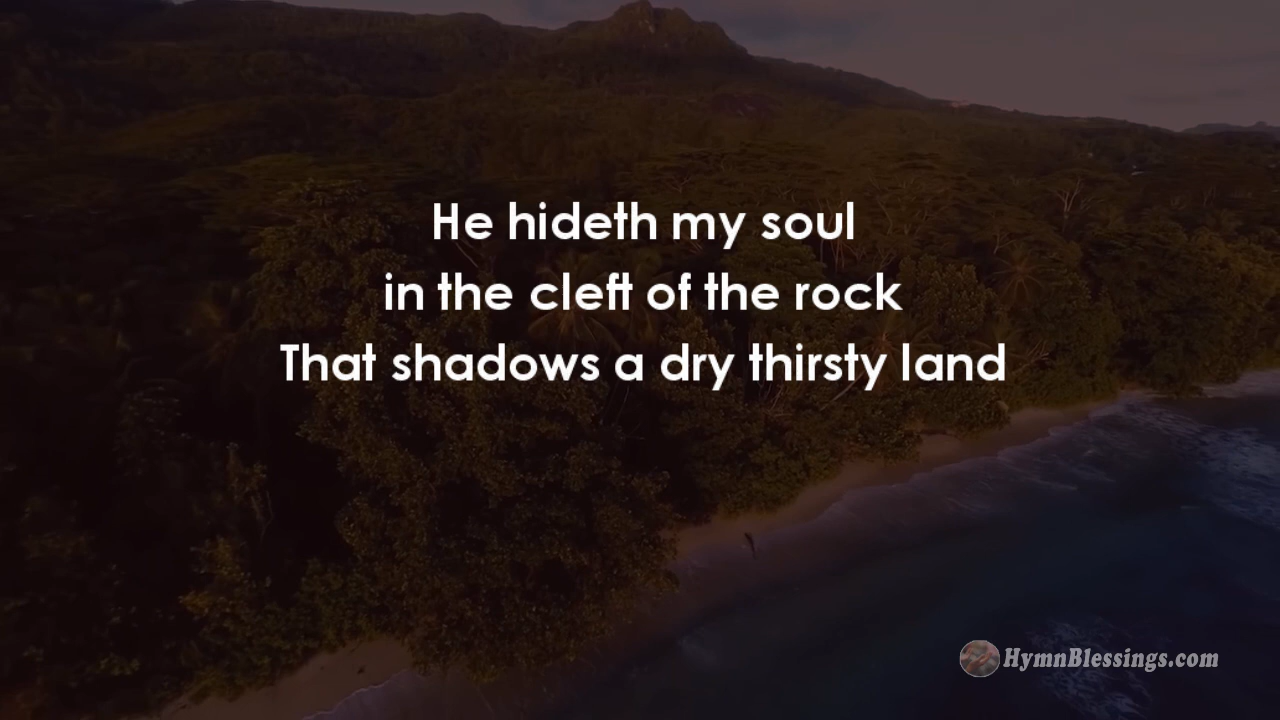 He hideth my soul
in the cleft of the rock
That shadows a dry thirsty land
HymnBlessings.com